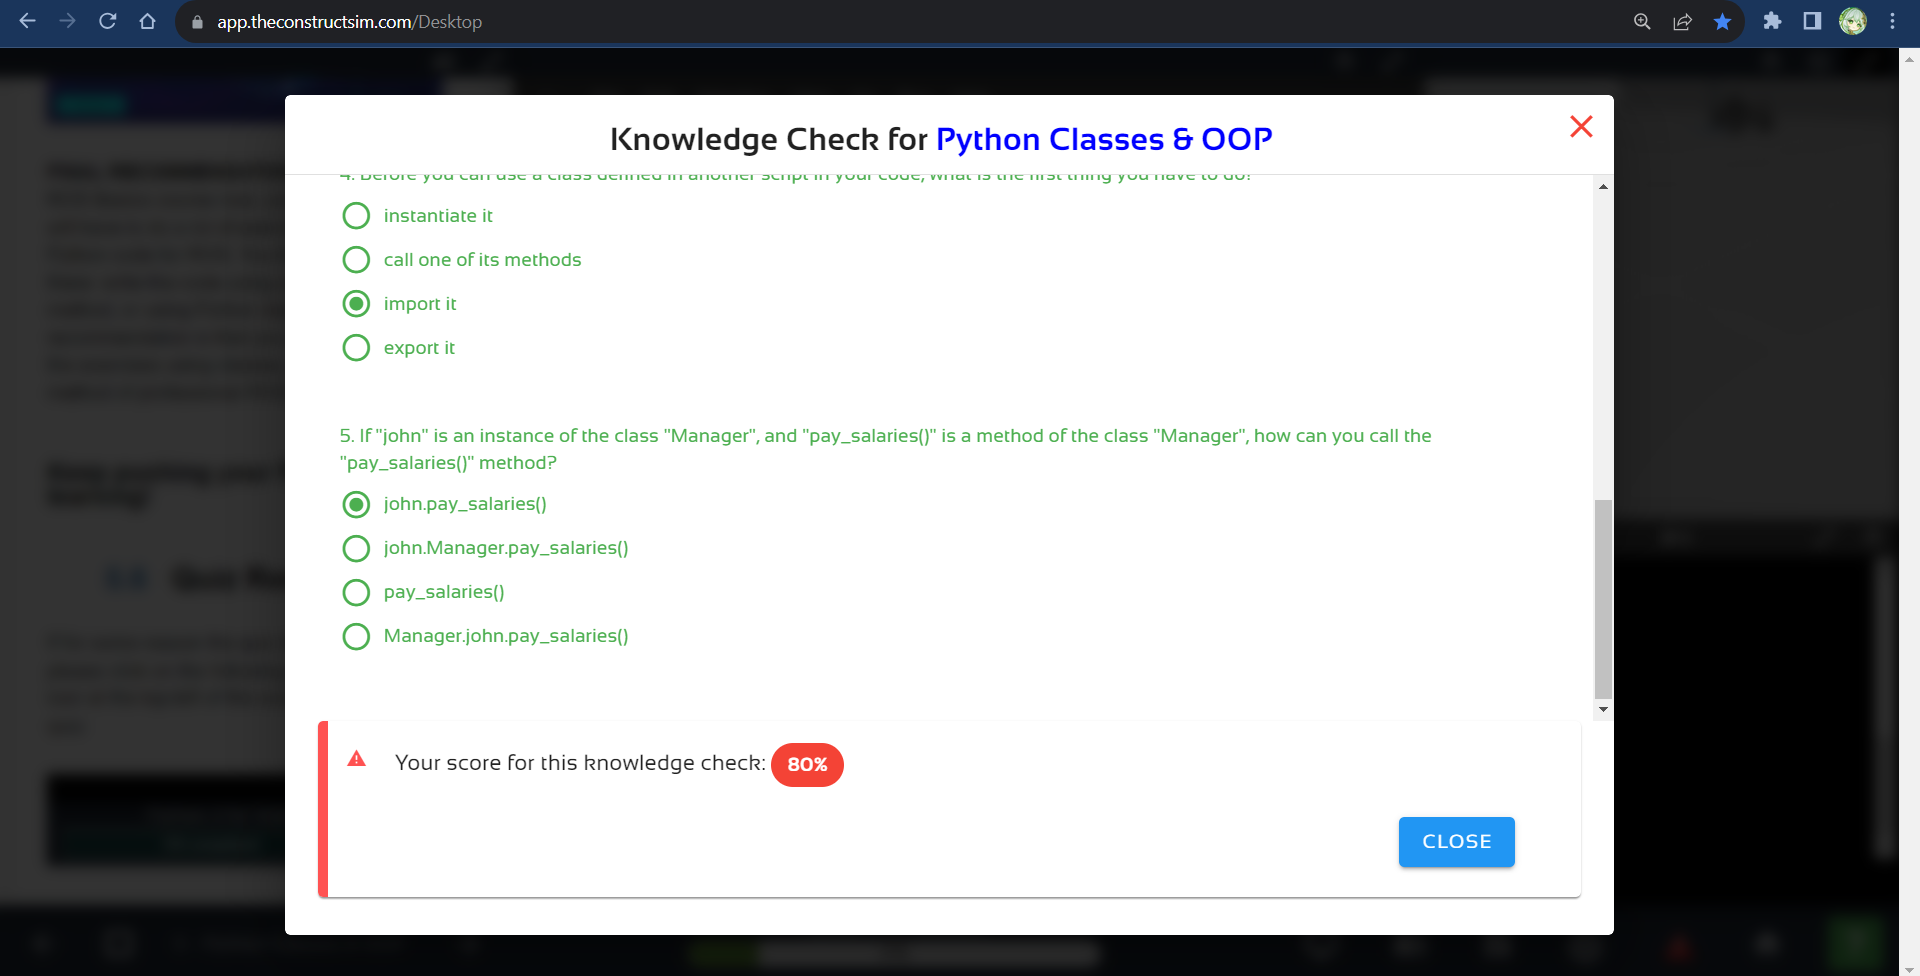 app.theconstructsim.com/Desktop
Knowledge Check for Python Classes & OOP
4. Before you can use a class defined in another script in your code, what is the first thing you have to do?
instantiate it
call one of its methods
import it
export it
5. If "john" is an instance of the class "Manager", and "pay_salaries()" is a method of the class "Manager", how can you call the
"pay_salaries()" method?
john.pay_salaries()
john.Manager.pay_salaries()
pay_salaries()
Manager.john.pay_salaries()
Your score for this knowledge check: 80%
CLOSE